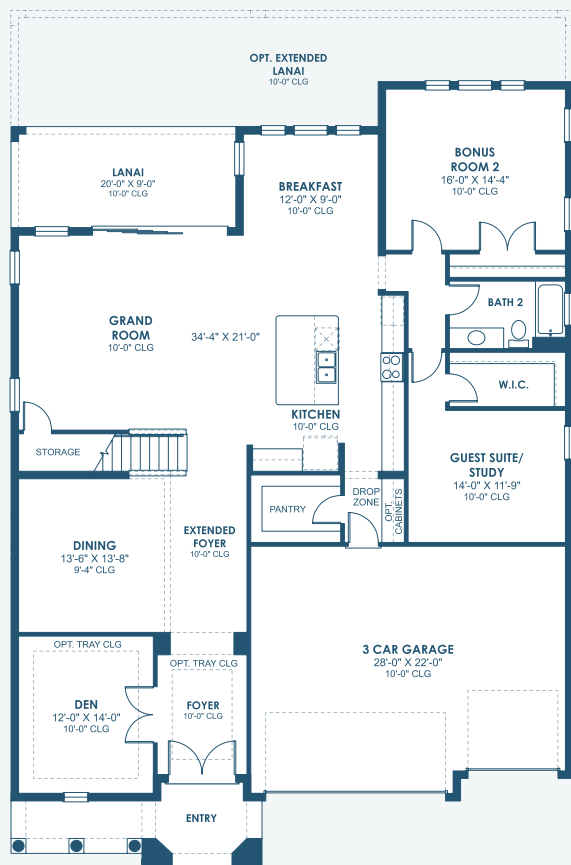 OPT. EXTENDED
LANAI
10'-0" CLG
BONUS
ROOM 2
16'-0" X 14'-4"
10'-0" CLG
LANAI
20'-0" X 9'-0"
10'-0" CLG
BREAKFAST
12'-0" X 9'-0"
10'-0" CLG
BATH 2
GRAND
ROOM
10'-0" CLG
34'-4" X 21'-0"
W.I.C.
KITCHEN
10'-0" CLG
STORAGE
GUEST SUITE/
STUDY
14'-0" X 11'-9"
10'-0" CLG
PANTRY
DROP
ZONE
OPT.
CABINETS
EXTENDED
FOYER
10'-0" CLG
DINING
13'-6" X 13'-8"
9'-4" CLG
OPT. TRAY CLG
OPT. TRAY CLG
3 CAR GARAGE
28'-0" X 22'-0"
10'-0" CLG
DEN
12'-0" X 14'-0"
10'-0" CLG
FOYER
10'-0" CLG
ENTRY